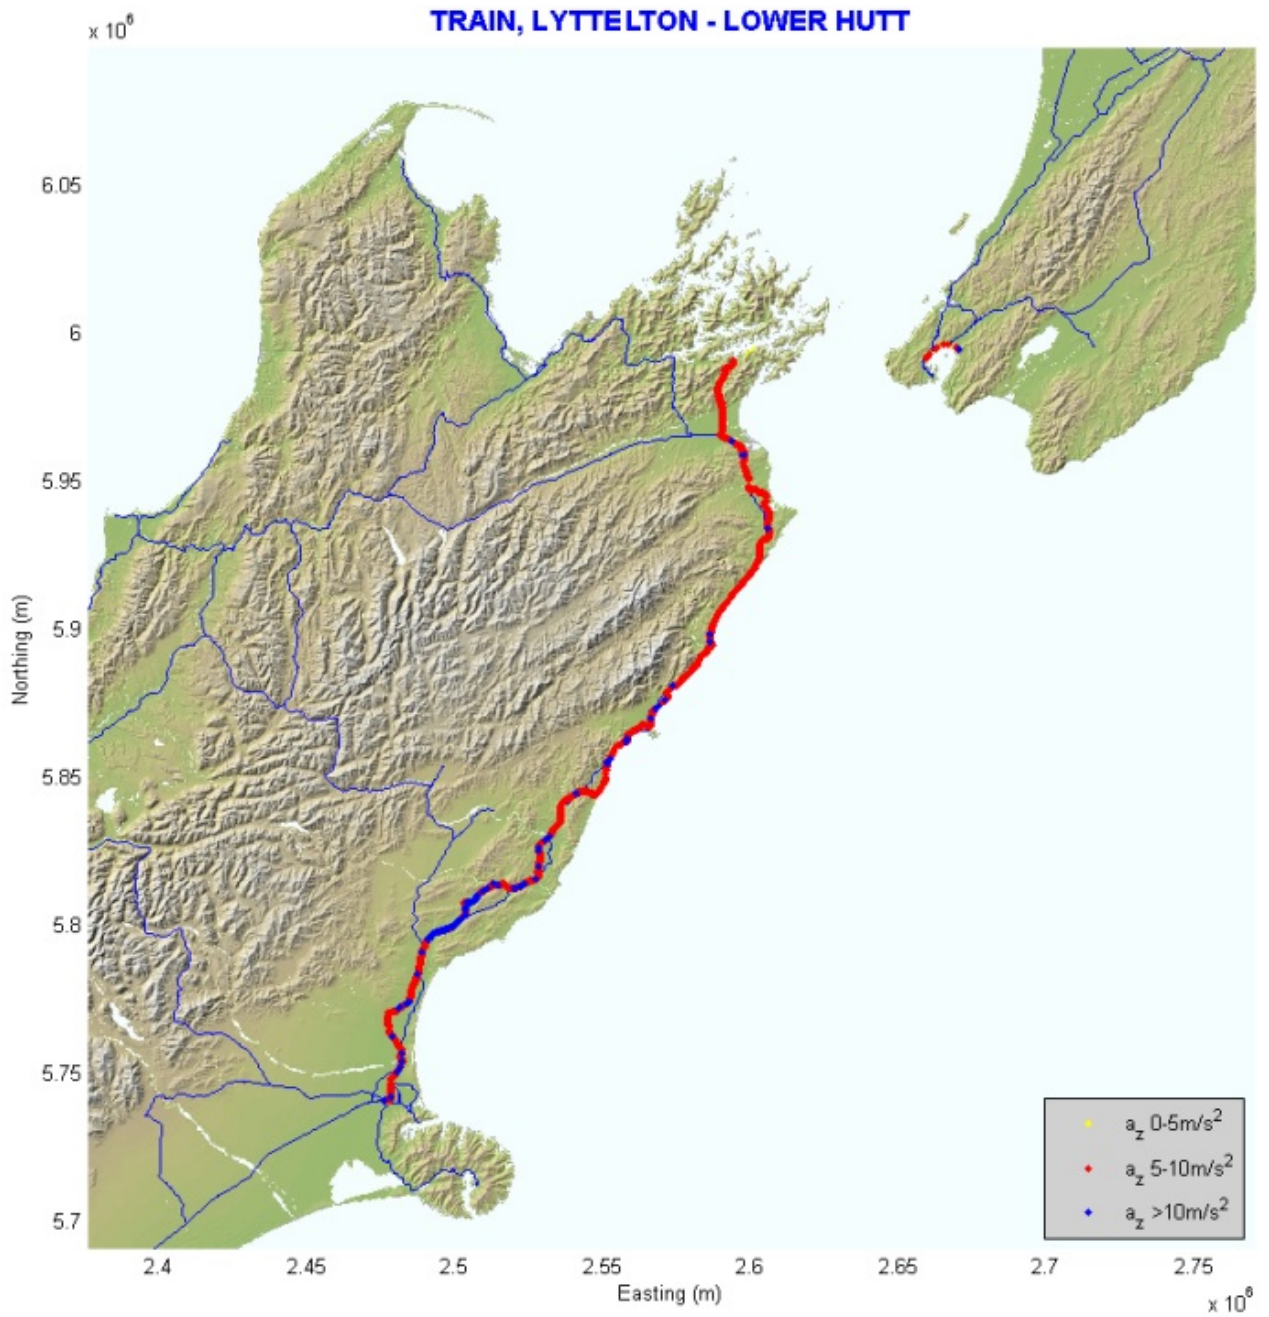 TRAIN, LYTTELTON - LOWER HUTT
x 10^6
6.05
6
5.95
5.9
5.85
5.8
5.75
5.7
Northing (m)
a_z 0-5m/s^2
a_z 5-10m/s^2
a_z >10m/s^2
2.4 2.45 2.5 2.55 2.6 2.65 2.7 2.75
Easting (m)
x 10^6